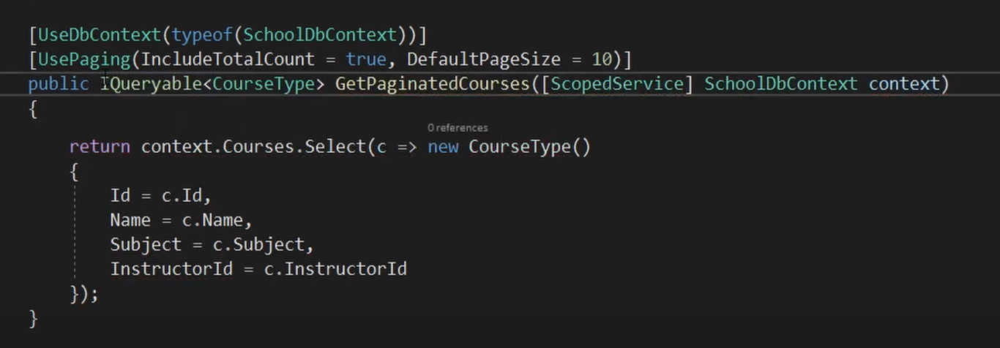 [UseDbContext(typeof(SchoolDbContext))]
[UsePaging(IncludeTotalCount = true, DefaultPageSize = 10)]
public IQueryable<CourseType> GetPaginatedCourses([ScopedService] SchoolDbContext context)
{
0 references
return context.Courses.Select(c => new CourseType()
{
Id = c.Id,
Name = c.Name,
Subject = c.Subject,
InstructorId = c.InstructorId
});
}